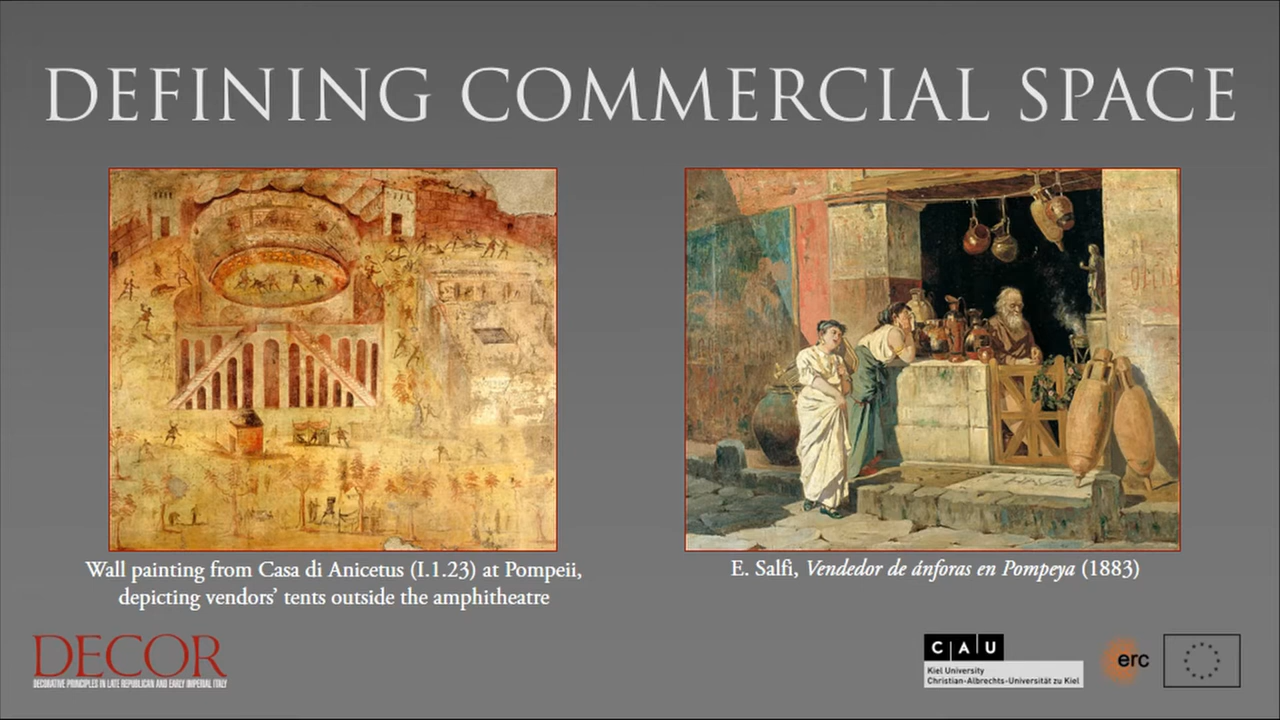 DEFINING COMMERCIAL SPACE
Wall painting from Casa di Anicetus (I.1.23) at Pompeii,
depicting vendors' tents outside the amphitheatre
E. Salfi, Vendedor de ánforas en Pompeya (1883)
DECOR
DECORATIVE PRINCIPLES IN LATE REPUBLICAN AND EARLY IMPERIAL ITALY
C|A|U
Kiel University
Christian-Albrechts-Universität zu Kiel
erc